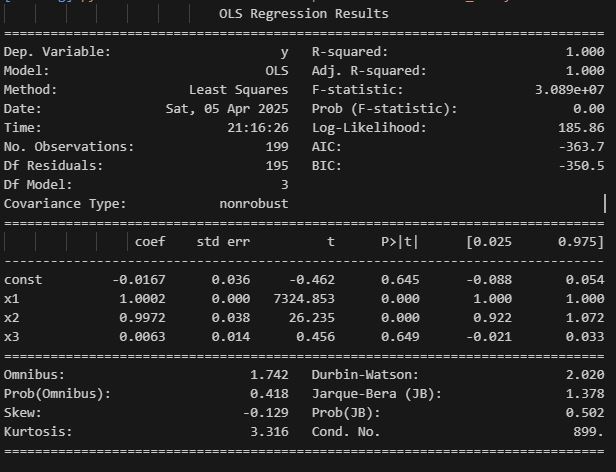 OLS Regression Results
==============================================================================
Dep. Variable:                      y   R-squared:                       1.000
Model:                            OLS   Adj. R-squared:                  1.000
Method:                 Least Squares   F-statistic:                 3.089e+07
Date:                Sat, 05 Apr 2025   Prob (F-statistic):               0.00
Time:                        21:16:26   Log-Likelihood:                 185.86
No. Observations:                 199   AIC:                            -363.7
Df Residuals:                     195   BIC:                            -350.5
Df Model:                           3
Covariance Type:            nonrobust
==============================================================================
                 coef    std err          t      P>|t|      [0.025      0.975]
------------------------------------------------------------------------------
const         -0.0167      0.036     -0.462      0.645      -0.088       0.054
x1             1.0002      0.000   7324.853      0.000       1.000       1.000
x2             0.9972      0.038     26.235      0.000       0.922       1.072
x3             0.0063      0.014      0.456      0.649      -0.021       0.033
==============================================================================
Omnibus:                        1.742   Durbin-Watson:                   2.020
Prob(Omnibus):                  0.418   Jarque-Bera (JB):                1.378
Skew:                          -0.129   Prob(JB):                        0.502
Kurtosis:                       3.316   Cond. No.                         899.
==============================================================================